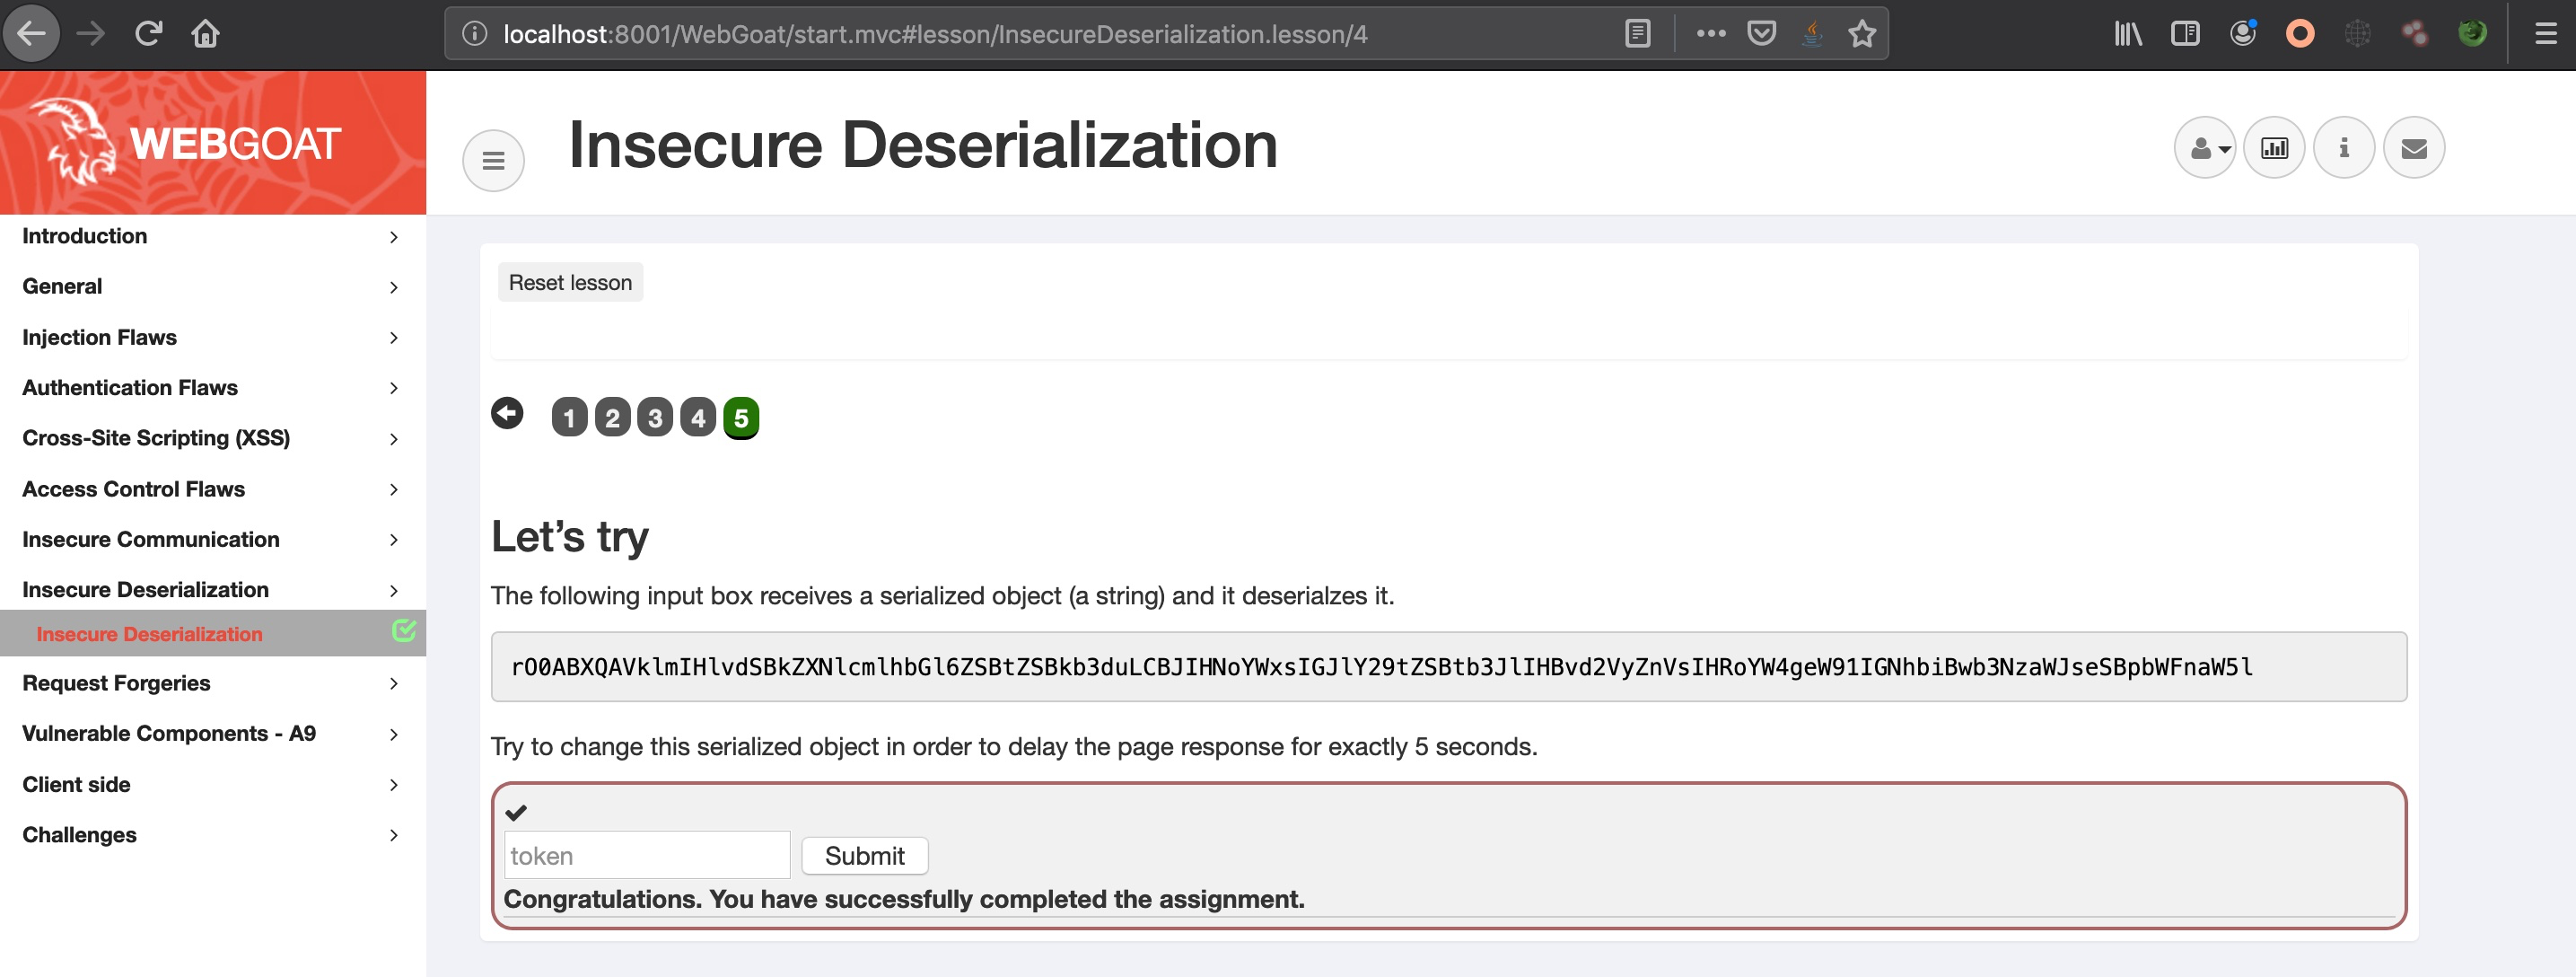 localhost:8001/WebGoat/start.mvc#lesson/InsecureDeserialization.lesson/4
WEBGOAT
Insecure Deserialization
Introduction
General
Injection Flaws
Authentication Flaws
Cross-Site Scripting (XSS)
Access Control Flaws
Insecure Communication
Insecure Deserialization
Insecure Deserialization
Request Forgeries
Vulnerable Components - A9
Client side
Challenges
Reset lesson
1 2 3 4 5
Let’s try
The following input box receives a serialized object (a string) and it deserialzes it.
rO0ABXQAVklmIHlvdSBkZXNlcmlhbGl6ZSBtZSBkb3duLCBJIHNoYWxsIGJlY29tZSBtb3JlIHBvd2VyZnVsIHRoYW4geW91IGNhbiBwb3NzaWJseSBpbWFnaW5l
Try to change this serialized object in order to delay the page response for exactly 5 seconds.
token
Submit
Congratulations. You have successfully completed the assignment.